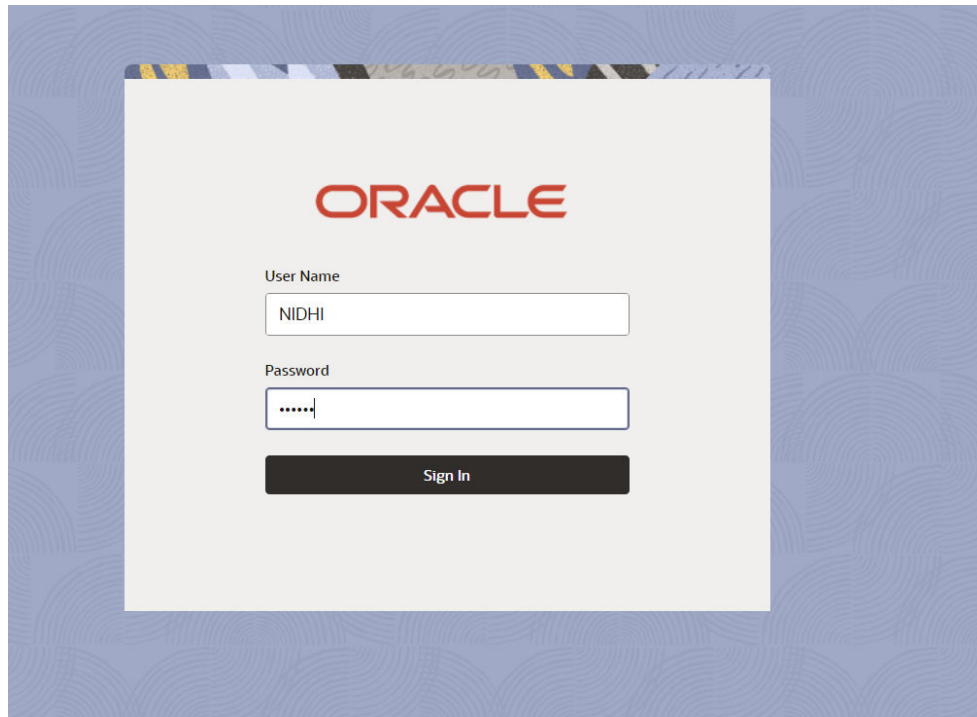 ORACLE
User Name
NIDHI
Password
••••••
Sign In